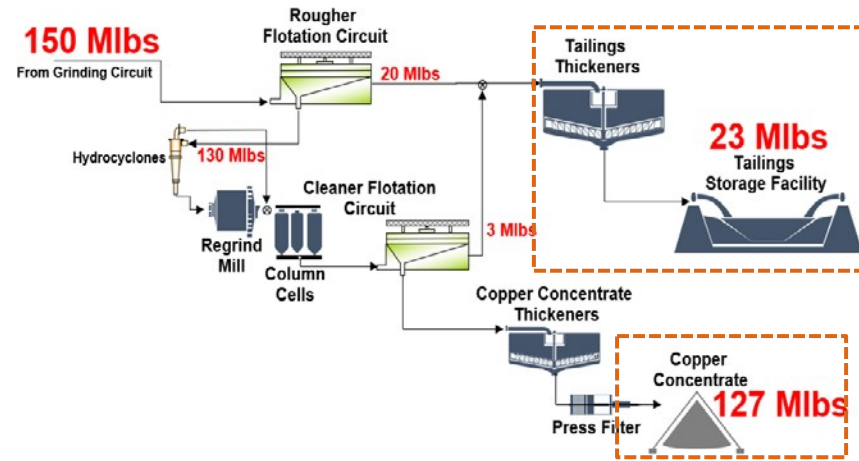 150 Mlbs
From Grinding Circuit
Rougher
Flotation Circuit
20 Mlbs
Tailings
Thickeners
23 Mlbs
Tailings
Storage Facility
Hydrocyclones
130 Mlbs
Cleaner Flotation
Circuit
3 Mlbs
Regrind
Mill
Column
Cells
Copper Concentrate
Thickeners
Press Filter
Copper
Concentrate
127 Mlbs